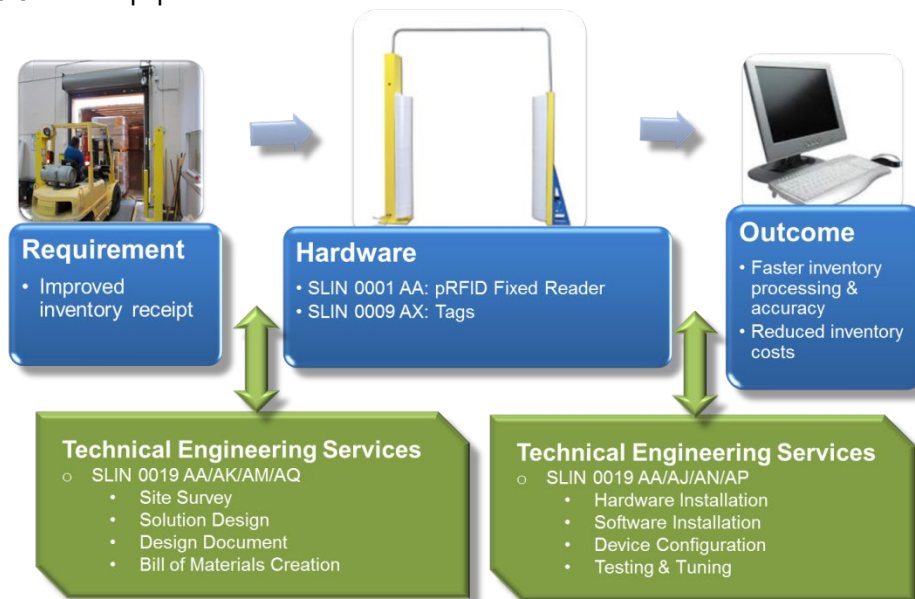 Requirement
• Improved
inventory receipt
Hardware
• SLIN 0001 AA: pRFID Fixed Reader
• SLIN 0009 AX: Tags
Outcome
• Faster inventory
processing &
accuracy
• Reduced inventory
costs
Technical Engineering Services
o SLIN 0019 AA/AK/AM/AQ
• Site Survey
• Solution Design
• Design Document
• Bill of Materials Creation
Technical Engineering Services
o SLIN 0019 AA/AJ/AN/AP
• Hardware Installation
• Software Installation
• Device Configuration
• Testing & Tuning